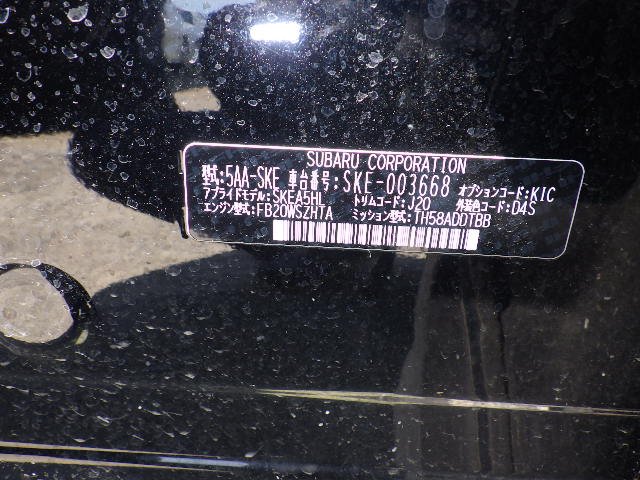 SUBARU CORPORATION
型式:5AA-SKE 車台番号:SKE-003668 オプションコード:KIC
アプライドモデル:SKEA5HL トリムコード:J20 外装色コード:D4S
エンジン型式:FB20WSZHTA ミッション型式:TH58ADDTBB